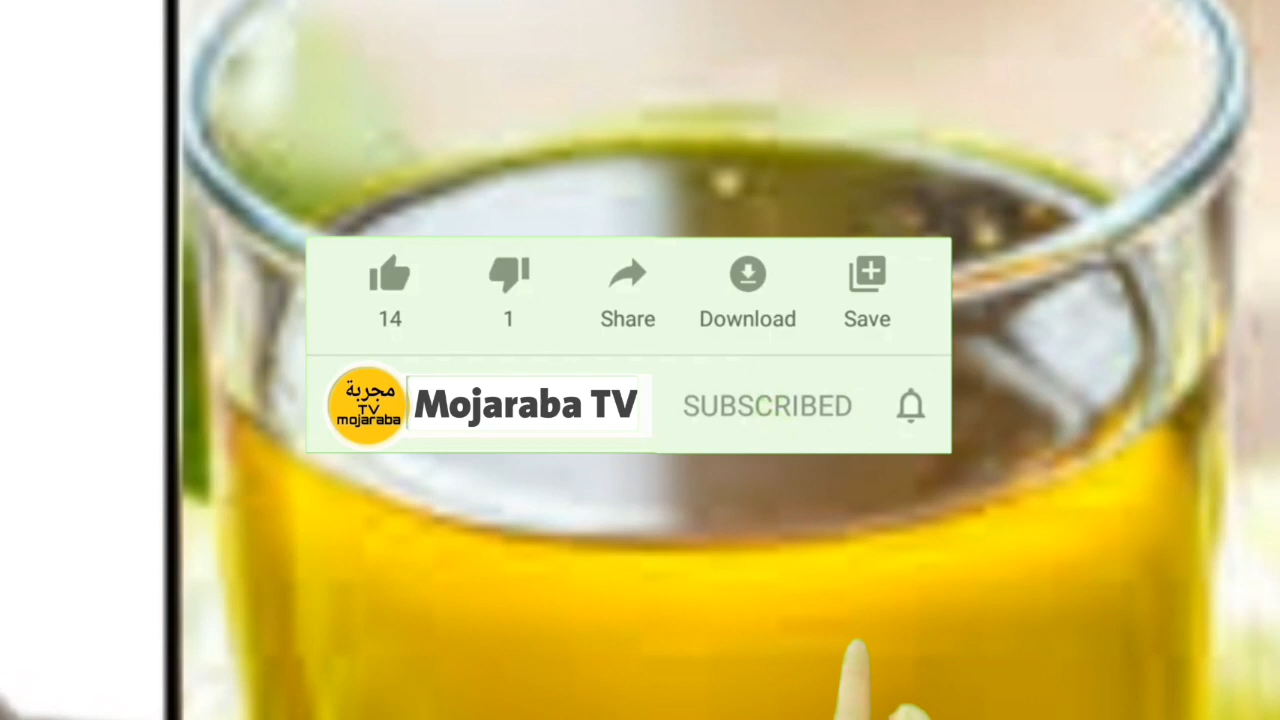 14
1
Share
Download
Save
مجربة
TV
mojaraba
Mojaraba TV
SUBSCRIBED